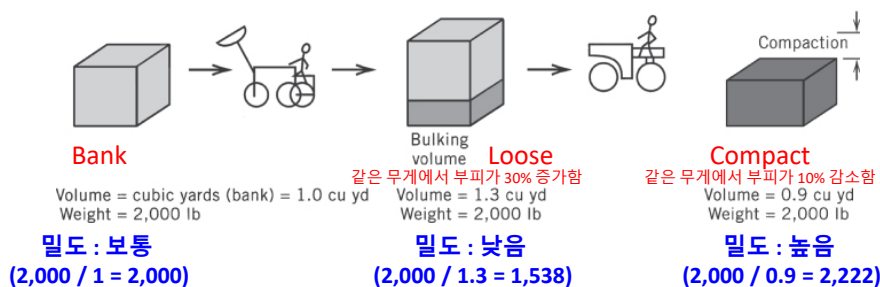 Compaction
Bank
Bulking
volume
Loose
같은 무게에서 부피가 30% 증가함
Compact
같은 무게에서 부피가 10% 감소함
Volume = cubic yards (bank) = 1.0 cu yd
Weight = 2,000 lb
Volume = 1.3 cu yd
Weight = 2,000 lb
Volume = 0.9 cu yd
Weight = 2,000 lb
밀도 : 보통
(2,000 / 1 = 2,000)
밀도 : 낮음
(2,000 / 1.3 = 1,538)
밀도 : 높음
(2,000 / 0.9 = 2,222)